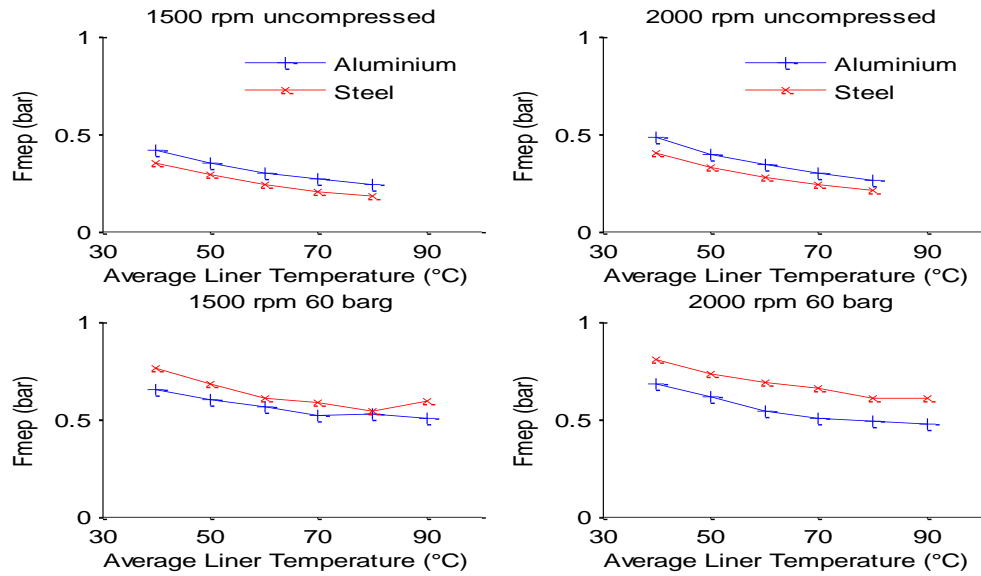 1500 rpm uncompressed
1
Aluminium
Steel
Fmep (bar)
0.5
0
30 50 70 90
Average Liner Temperature (°C)
2000 rpm uncompressed
1
Aluminium
Steel
Fmep (bar)
0.5
0
30 50 70 90
Average Liner Temperature (°C)
1500 rpm 60 barg
1
Fmep (bar)
0.5
0
30 50 70 90
Average Liner Temperature (°C)
2000 rpm 60 barg
1
Fmep (bar)
0.5
0
30 50 70 90
Average Liner Temperature (°C)